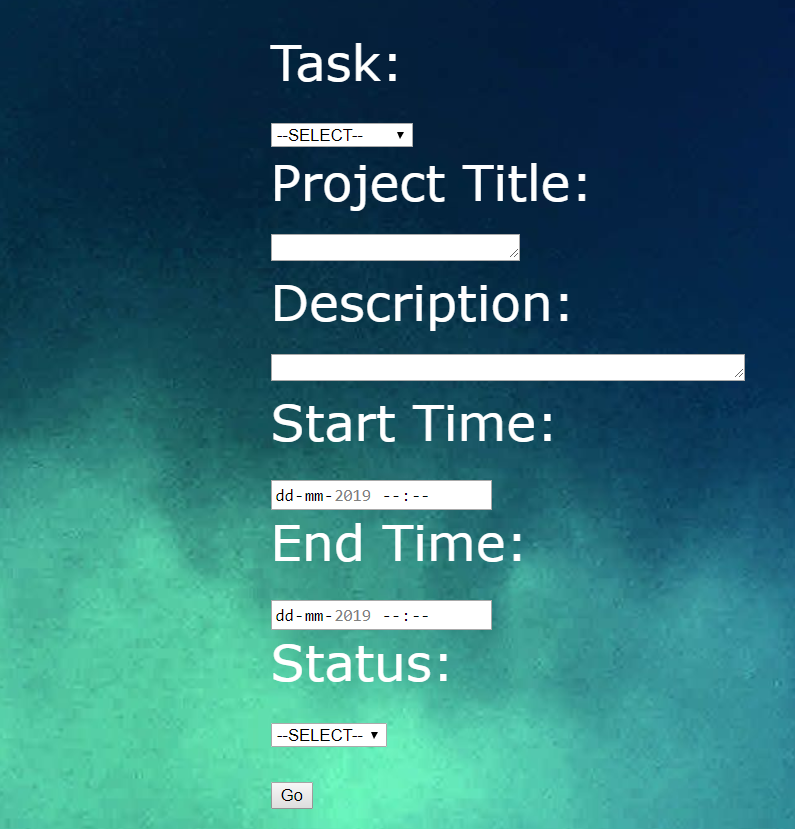 Task:
--SELECT--
Project Title:
Description:
Start Time:
dd-mm-2019 --:--
End Time:
dd-mm-2019 --:--
Status:
--SELECT--
Go